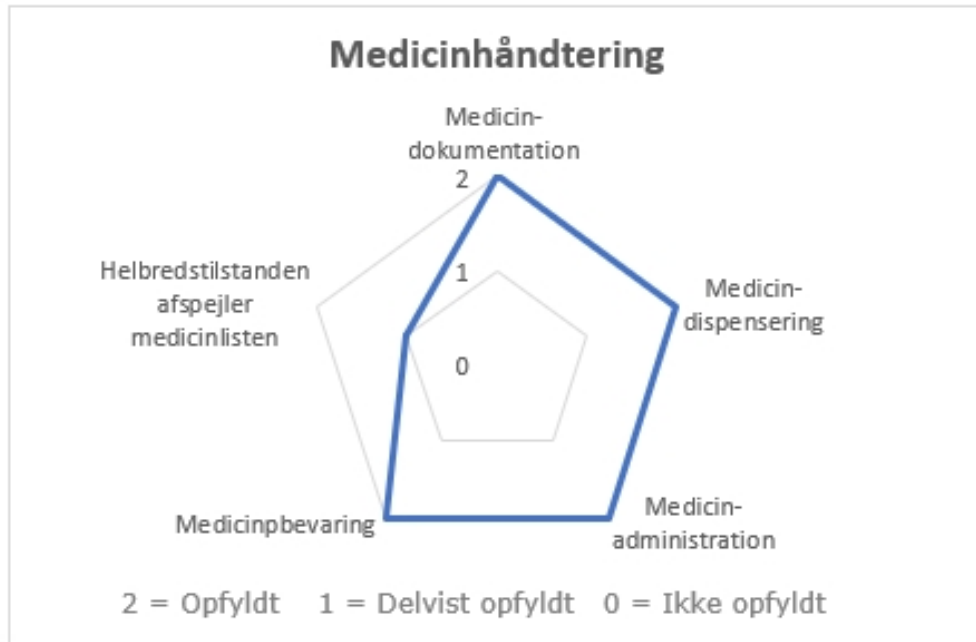 Medicinhåndtering
Medicin-
dokumentation
2
1
0
Helbredstilstanden
afspejler
medicinlisten
Medicin-
dispensering
Medicinpbevaring
Medicin-
administration
2 = Opfyldt 1 = Delvist opfyldt 0 = Ikke opfyldt